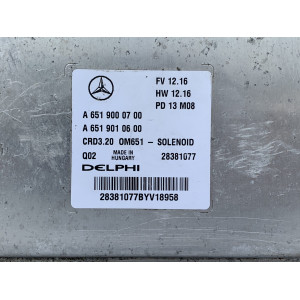 FV 12.16
HW 12.16
PD 13 M08
A 651 900 07 00
A 651 901 06 00
CRD3.20 OM651 - SOLENOID
Q02 MADE IN HUNGARY 28381077
DELPHI
28381077BYV18958